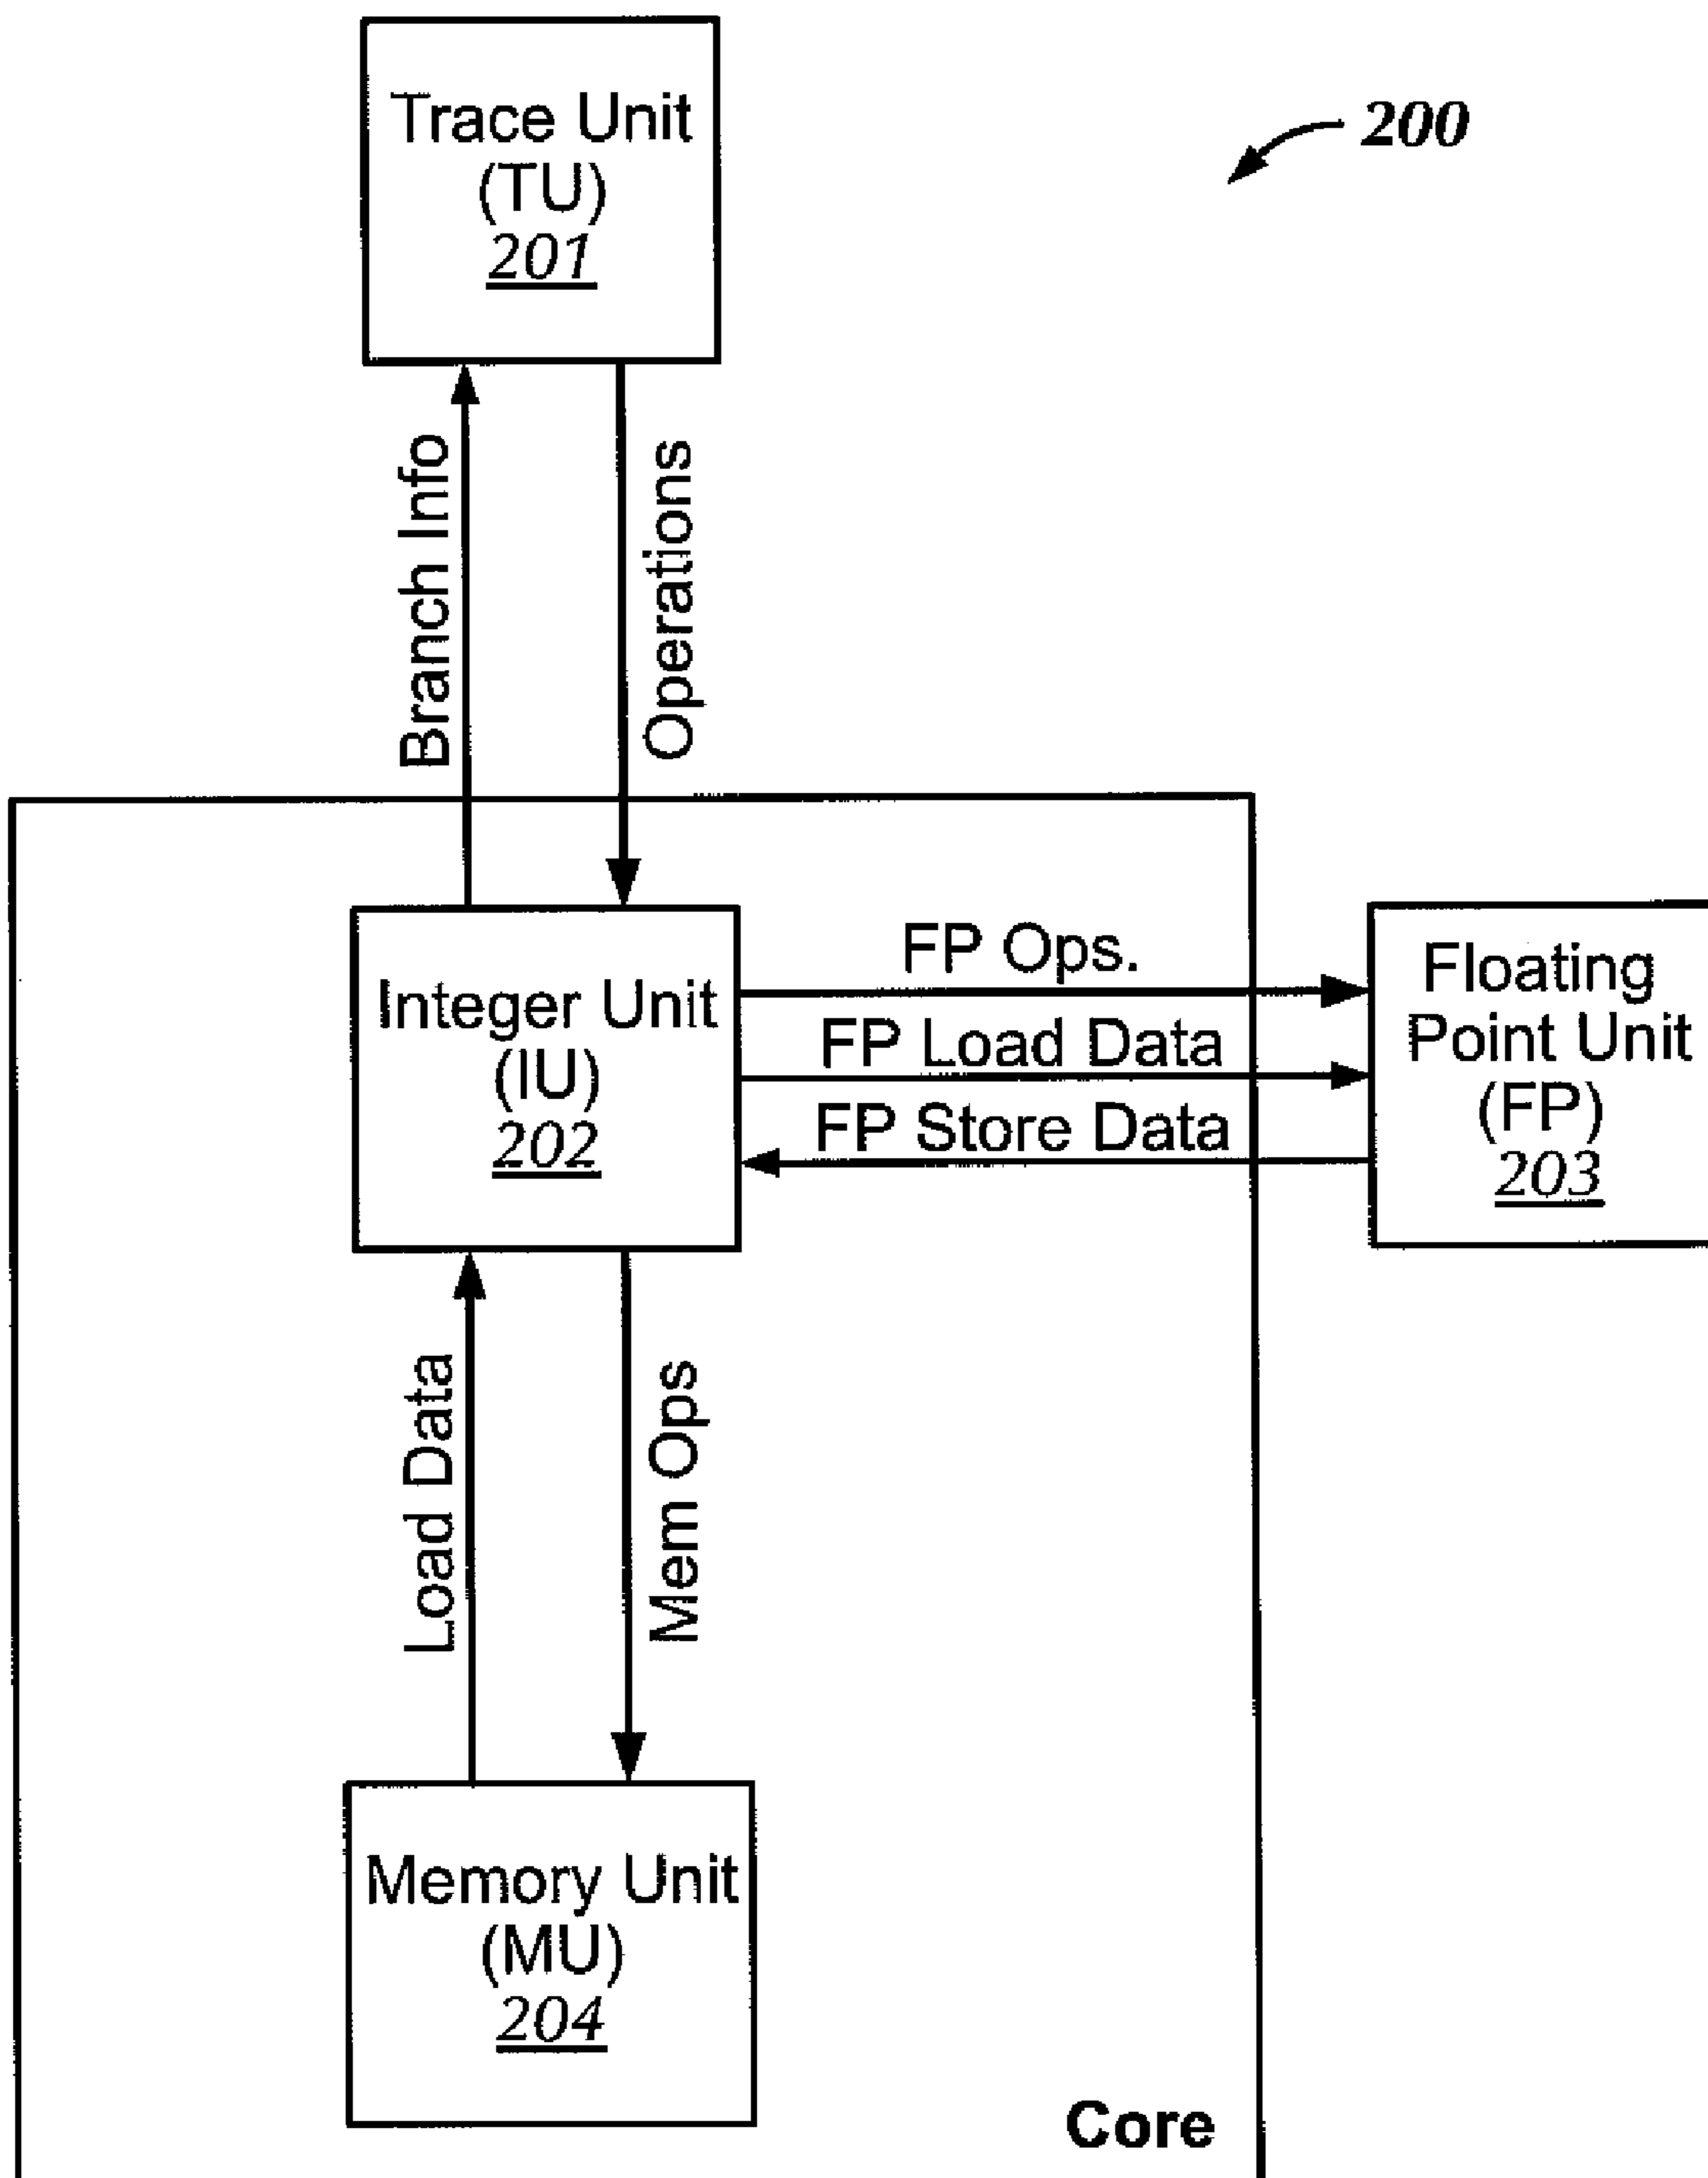 Trace Unit
(TU)
201
200
Branch Info
Operations
Integer Unit
(IU)
202
FP Ops.
FP Load Data
FP Store Data
Floating
Point Unit
(FP)
203
Load Data
Mem Ops
Memory Unit
(MU)
204
Core